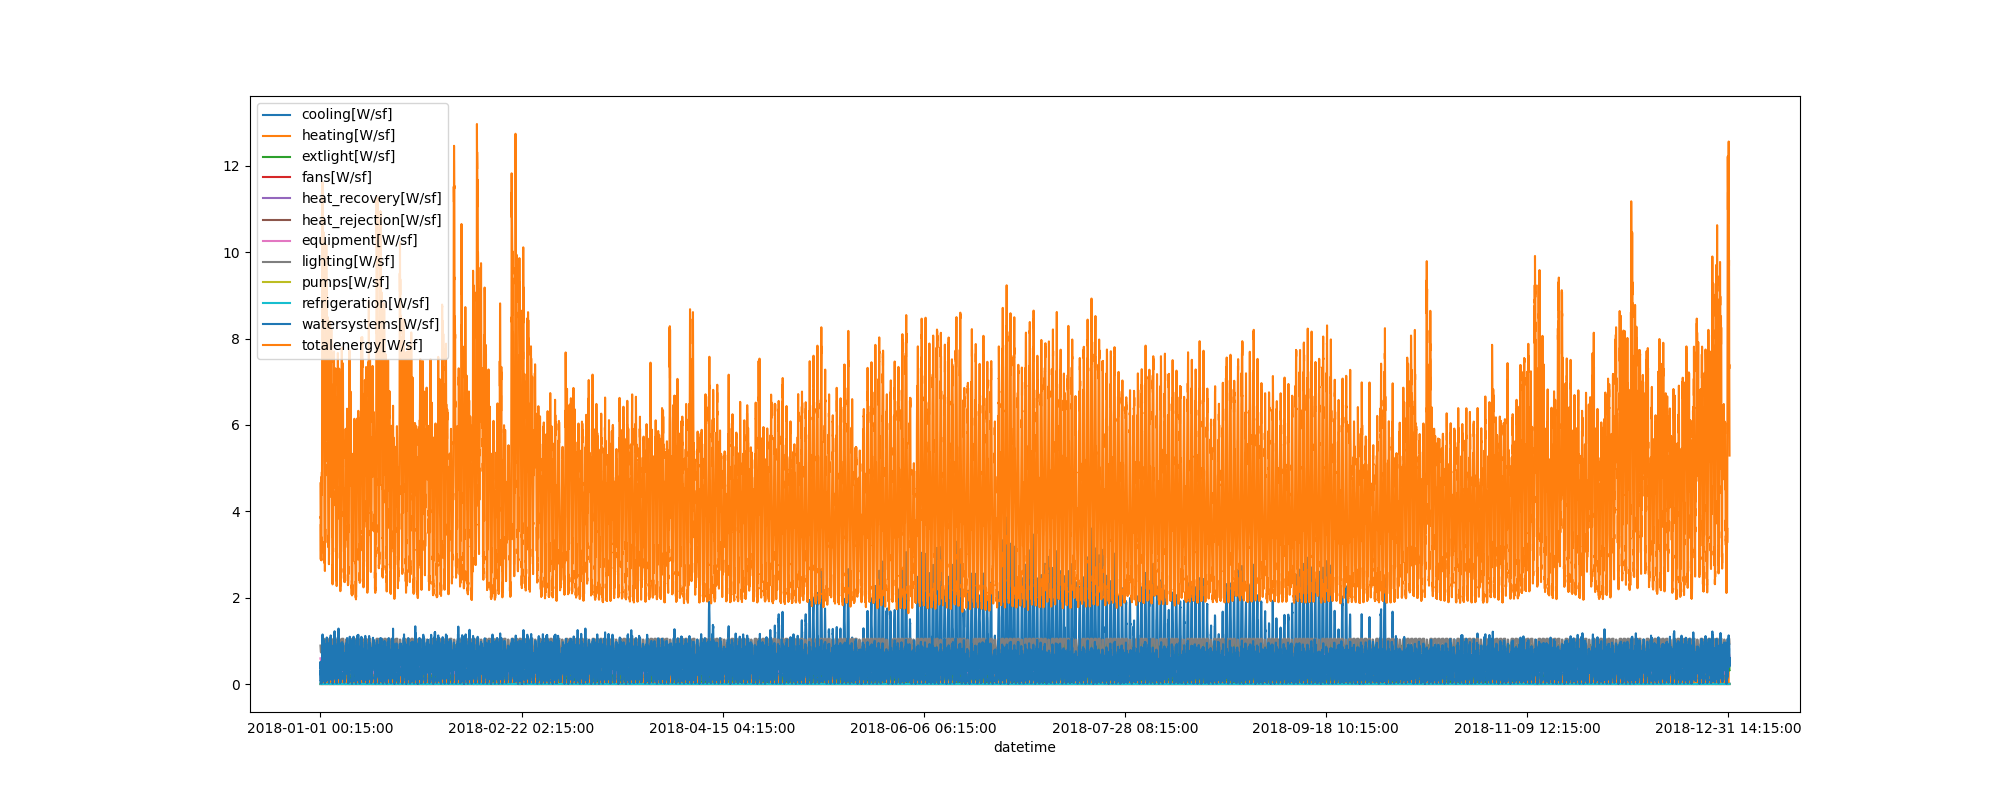 cooling[W/sf]
heating[W/sf]
extlight[W/sf]
fans[W/sf]
heat_recovery[W/sf]
heat_rejection[W/sf]
equipment[W/sf]
lighting[W/sf]
pumps[W/sf]
refrigeration[W/sf]
watersystems[W/sf]
totalenergy[W/sf]
12
10
8
6
4
2
0
2018-01-01 00:15:00 2018-02-22 02:15:00 2018-04-15 04:15:00 2018-06-06 06:15:00 2018-07-28 08:15:00 2018-09-18 10:15:00 2018-11-09 12:15:00 2018-12-31 14:15:00
datetime